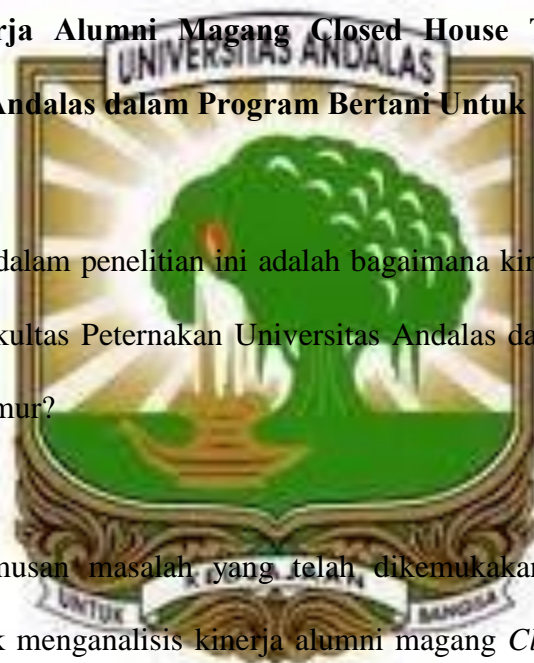 rja Alumni Magang Closed House T
UNIVERSITAS ANDALAS
Andalas dalam Program Bertani Untuk
dalam penelitian ini adalah bagaimana kin
kultas Peternakan Universitas Andalas da
mur?
musan masalah yang telah dikemukakan
UNTUK BANGSA
k menganalisis kinerja alumni magang Cl